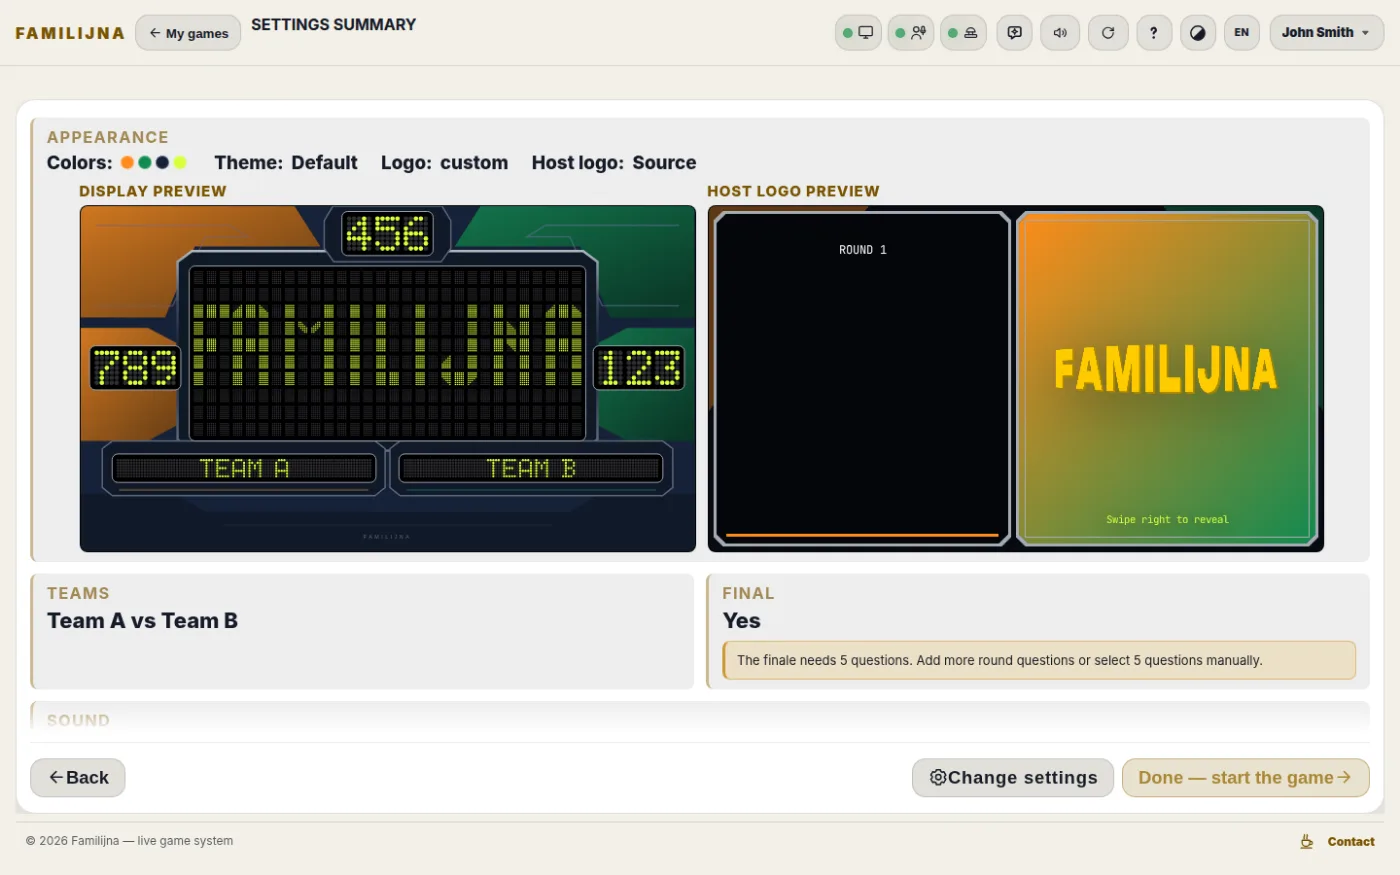 FAMILIJNA
My games
SETTINGS SUMMARY
?
EN
John Smith
APPEARANCE
Colors:
Theme: Default
Logo: custom
Host logo: Source
DISPLAY PREVIEW
HOST LOGO PREVIEW
456
FAMILIJNA
789
123
TEAM A
TEAM B
FAMILIJNA
ROUND 1
FAMILIJNA
Swipe right to reveal
TEAMS
Team A vs Team B
FINAL
Yes
The finale needs 5 questions. Add more round questions or select 5 questions manually.
SOUND
Back
Change settings
Done — start the game
© 2026 Familijna — live game system
Contact